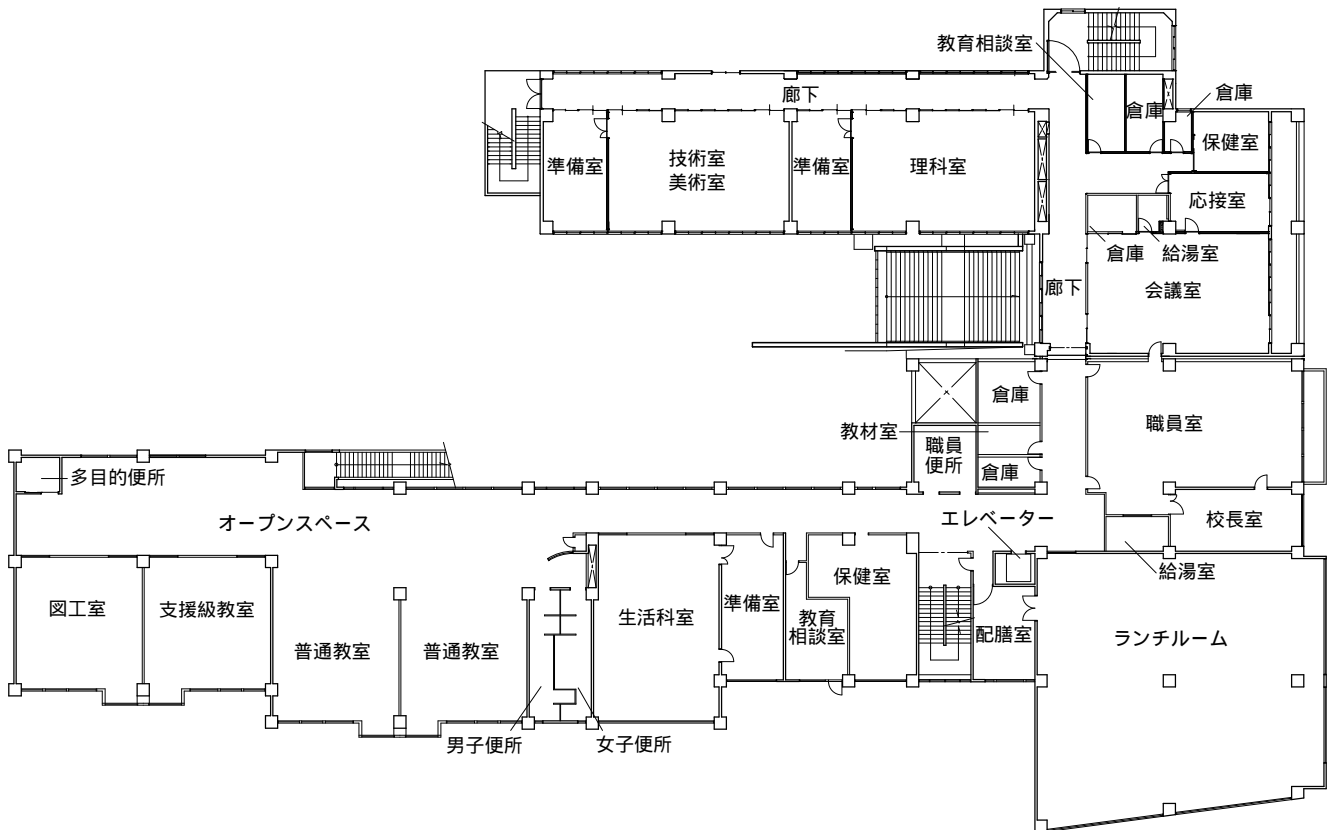 教育相談室
廊下
倉庫
倉庫
保健室
準備室
技術室
美術室
準備室
理科室
応接室
倉庫
給湯室
廊下
会議室
倉庫
職員室
教材室
職員
便所
倉庫
多目的便所
オープンスペース
エレベーター
校長室
給湯室
図工室
支援級教室
普通教室
普通教室
生活科室
準備室
保健室
教育
相談室
配膳室
ランチルーム
男子便所
女子便所